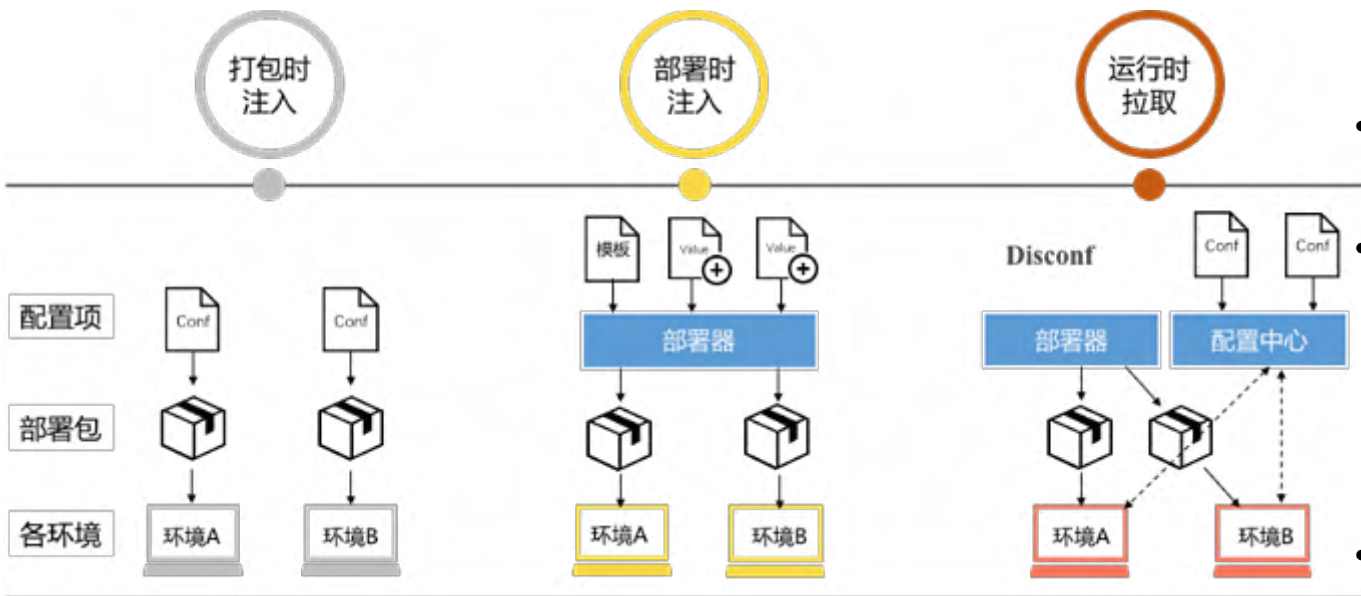 打包时
注入
部署时
注入
运行时
拉取
模板
Value
Value
Disconf
Conf
Conf
配置项
Conf
Conf
部署器
部署器
配置中心
部署包
各环境
环境A
环境B
环境A
环境B
环境A
环境B